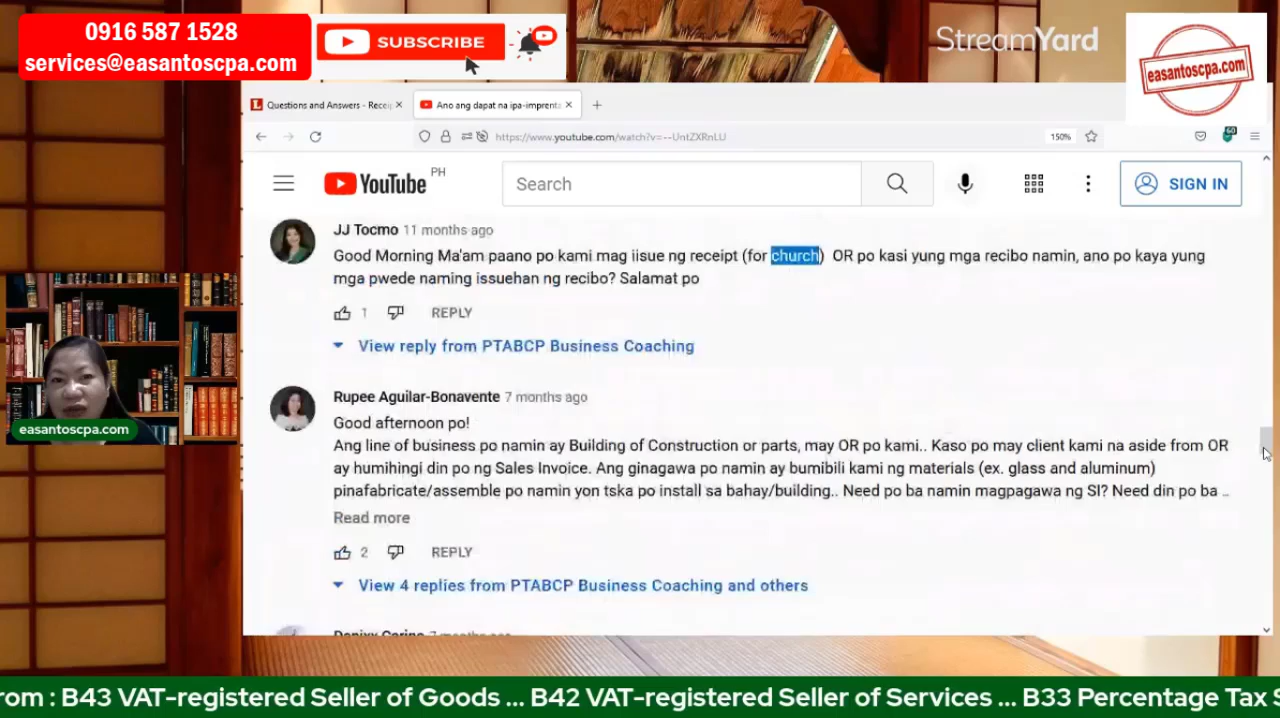 0916 587 1528
services@easantoscpa.com
SUBSCRIBE
StreamYard
easantoscpa.com
Questions and Answers - Recei
Ano ang dapat na ipa-imprenta
https://www.youtube.com/watch?v=--UntZXRnLU
150%
60
YouTube PH
Search
SIGN IN
JJ Tocmo 11 months ago
Good Morning Ma'am paano po kami mag iisue ng receipt (for church) OR po kasi yung mga recibo namin, ano po kaya yung
mga pwede naming issuehan ng recibo? Salamat po
1 REPLY
View reply from PTABCP Business Coaching
Rupee Aguilar-Bonavente 7 months ago
Good afternoon po!
Ang line of business po namin ay Building of Construction or parts, may OR po kami.. Kaso po may client kami na aside from OR
ay humihingi din po ng Sales Invoice. Ang ginagawa po namin ay bumibili kami ng materials (ex. glass and aluminum)
pinafabricate/assemble po namin yon tska po install sa bahay/building.. Need po ba namin magpagawa ng SI? Need din po ba ...
Read more
2 REPLY
View 4 replies from PTABCP Business Coaching and others
easantoscpa.com
rom : B43 VAT-registered Seller of Goods ... B42 VAT-registered Seller of Services ... B33 Percentage Tax S